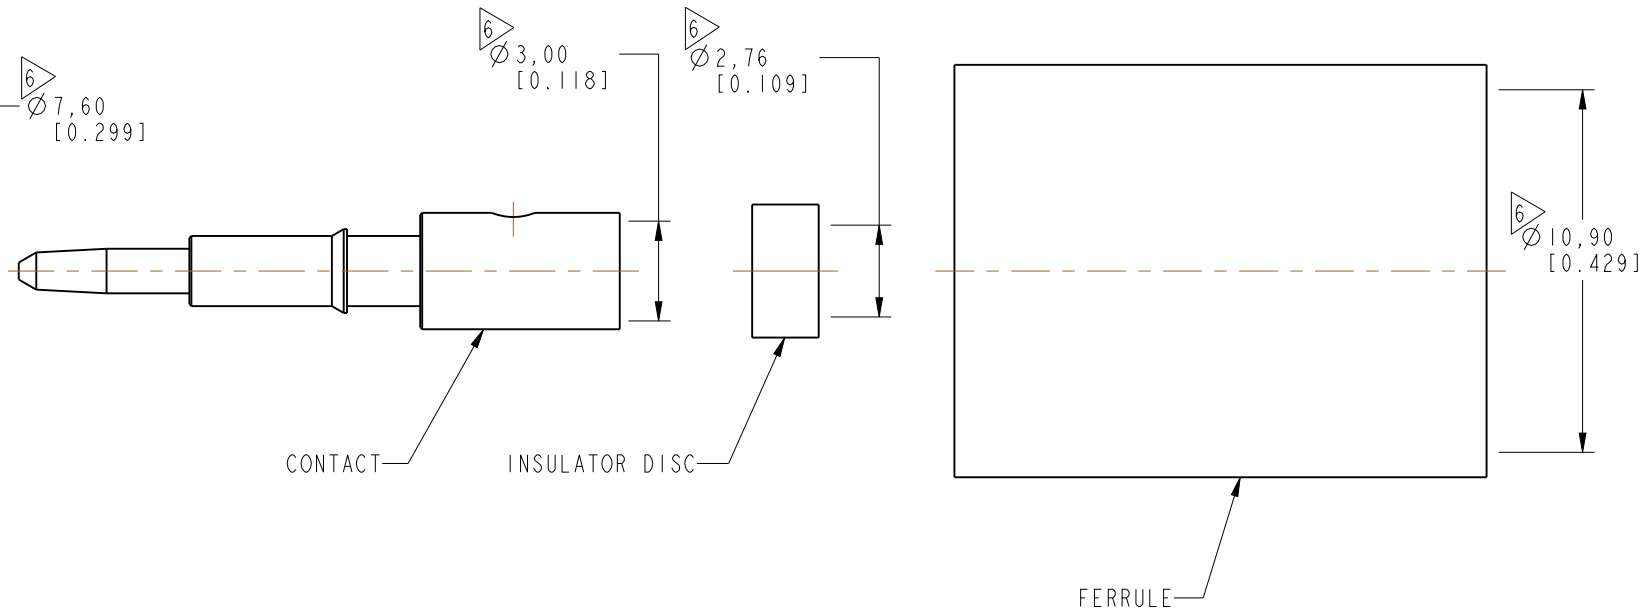 6
Ø7,60
[0.299]
6
Ø3,00
[0.118]
6
Ø2,76
[0.109]
6
Ø10,90
[0.429]
CONTACT
INSULATOR DISC
FERRULE